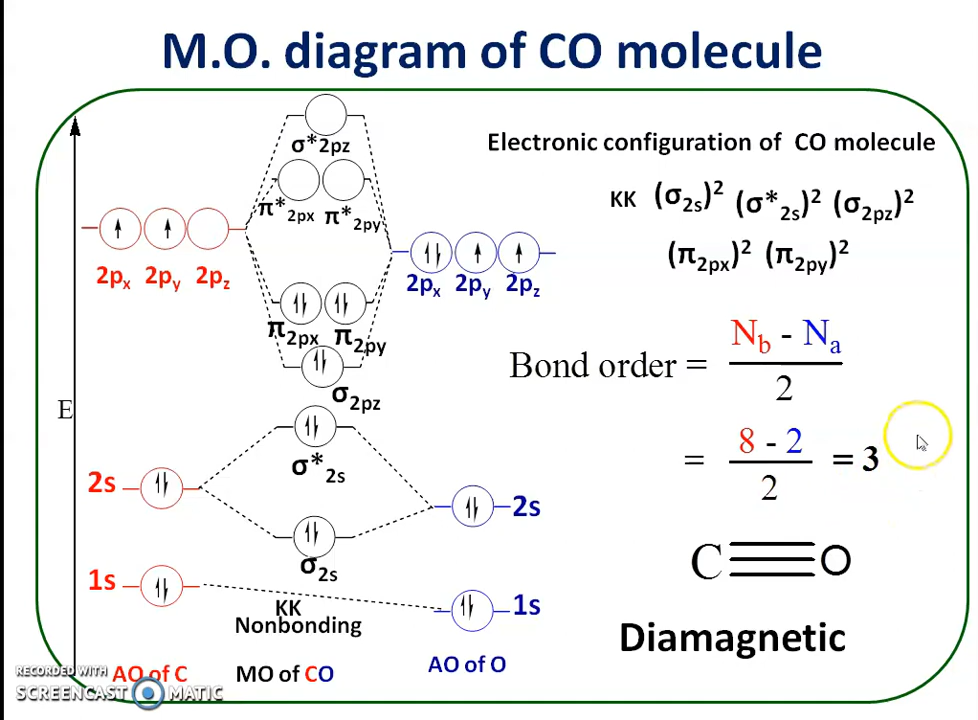 M.O. diagram of CO molecule
σ*2pz
π*2px π*2py
2px 2py 2pz
2px 2py 2pz
π2px π2py
σ2pz
E
σ*2s
2s
2s
σ2s
1s
1s
KK
Nonbonding
AO of C
MO of CO
AO of O
Electronic configuration of CO molecule
KK (σ2s)² (σ*2s)² (σ2pz)²
(π2px)² (π2py)²
Bond order = Nb - Na / 2
= 8 - 2 / 2 = 3
C O
Diamagnetic
RECORDED WITH
SCREENCAST MATIC